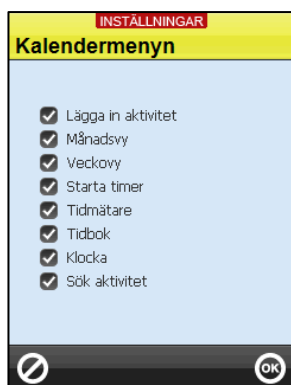 INSTÄLLNINGAR
Kalendermenyn
Lägga in aktivitet
Månadsvy
Veckovy
Starta timer
Tidmätare
Tidbok
Klocka
Sök aktivitet
OK